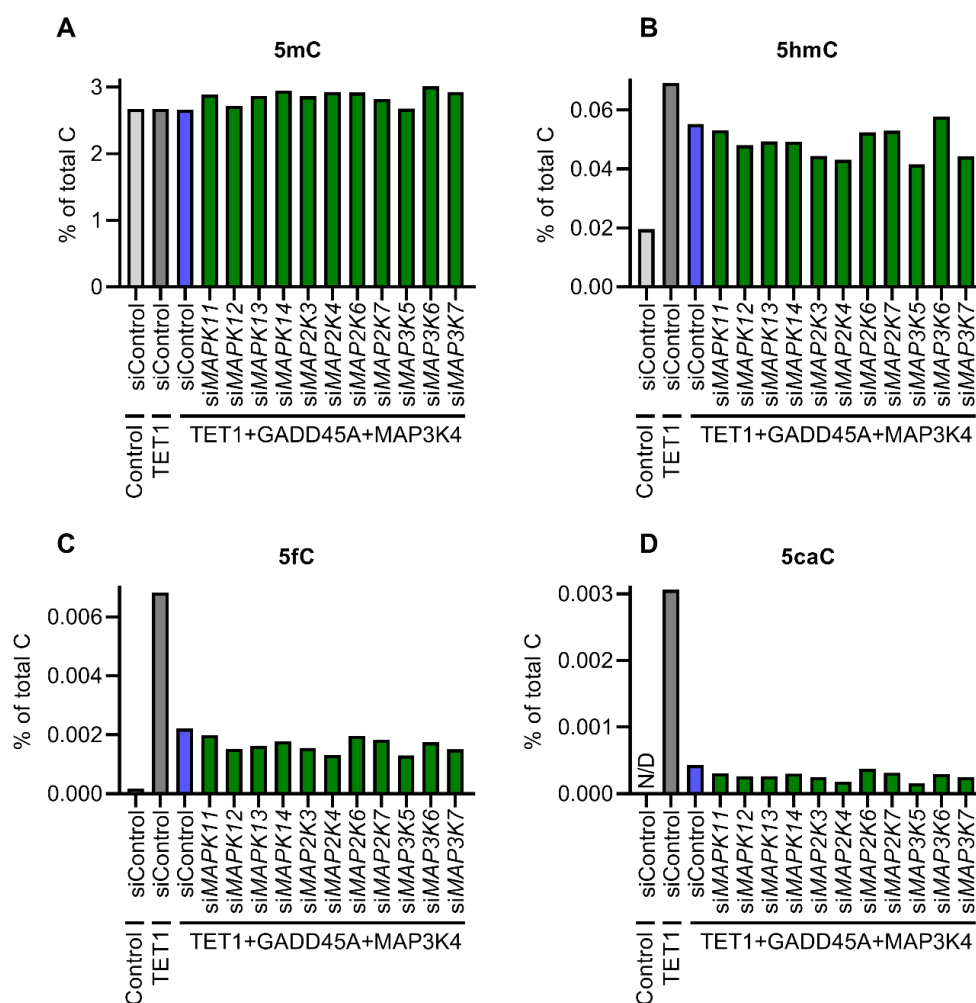 A
5mC
% of total C
3
2
1
0
siControl
siControl
siControl
siMAPK11
siMAPK12
siMAPK13
siMAPK14
siMAP2K3
siMAP2K4
siMAP2K6
siMAP2K7
siMAP3K5
siMAP3K6
siMAP3K7
Control
TET1
TET1+GADD45A+MAP3K4
B
5hmC
% of total C
0.06
0.04
0.02
0.00
siControl
siControl
siControl
siMAPK11
siMAPK12
siMAPK13
siMAPK14
siMAP2K3
siMAP2K4
siMAP2K6
siMAP2K7
siMAP3K5
siMAP3K6
siMAP3K7
Control
TET1
TET1+GADD45A+MAP3K4
C
5fC
% of total C
0.006
0.004
0.002
0.000
siControl
siControl
siControl
siMAPK11
siMAPK12
siMAPK13
siMAPK14
siMAP2K3
siMAP2K4
siMAP2K6
siMAP2K7
siMAP3K5
siMAP3K6
siMAP3K7
Control
TET1
TET1+GADD45A+MAP3K4
D
5caC
% of total C
0.003
0.002
0.001
0.000
N/D
siControl
siControl
siControl
siMAPK11
siMAPK12
siMAPK13
siMAPK14
siMAP2K3
siMAP2K4
siMAP2K6
siMAP2K7
siMAP3K5
siMAP3K6
siMAP3K7
Control
TET1
TET1+GADD45A+MAP3K4